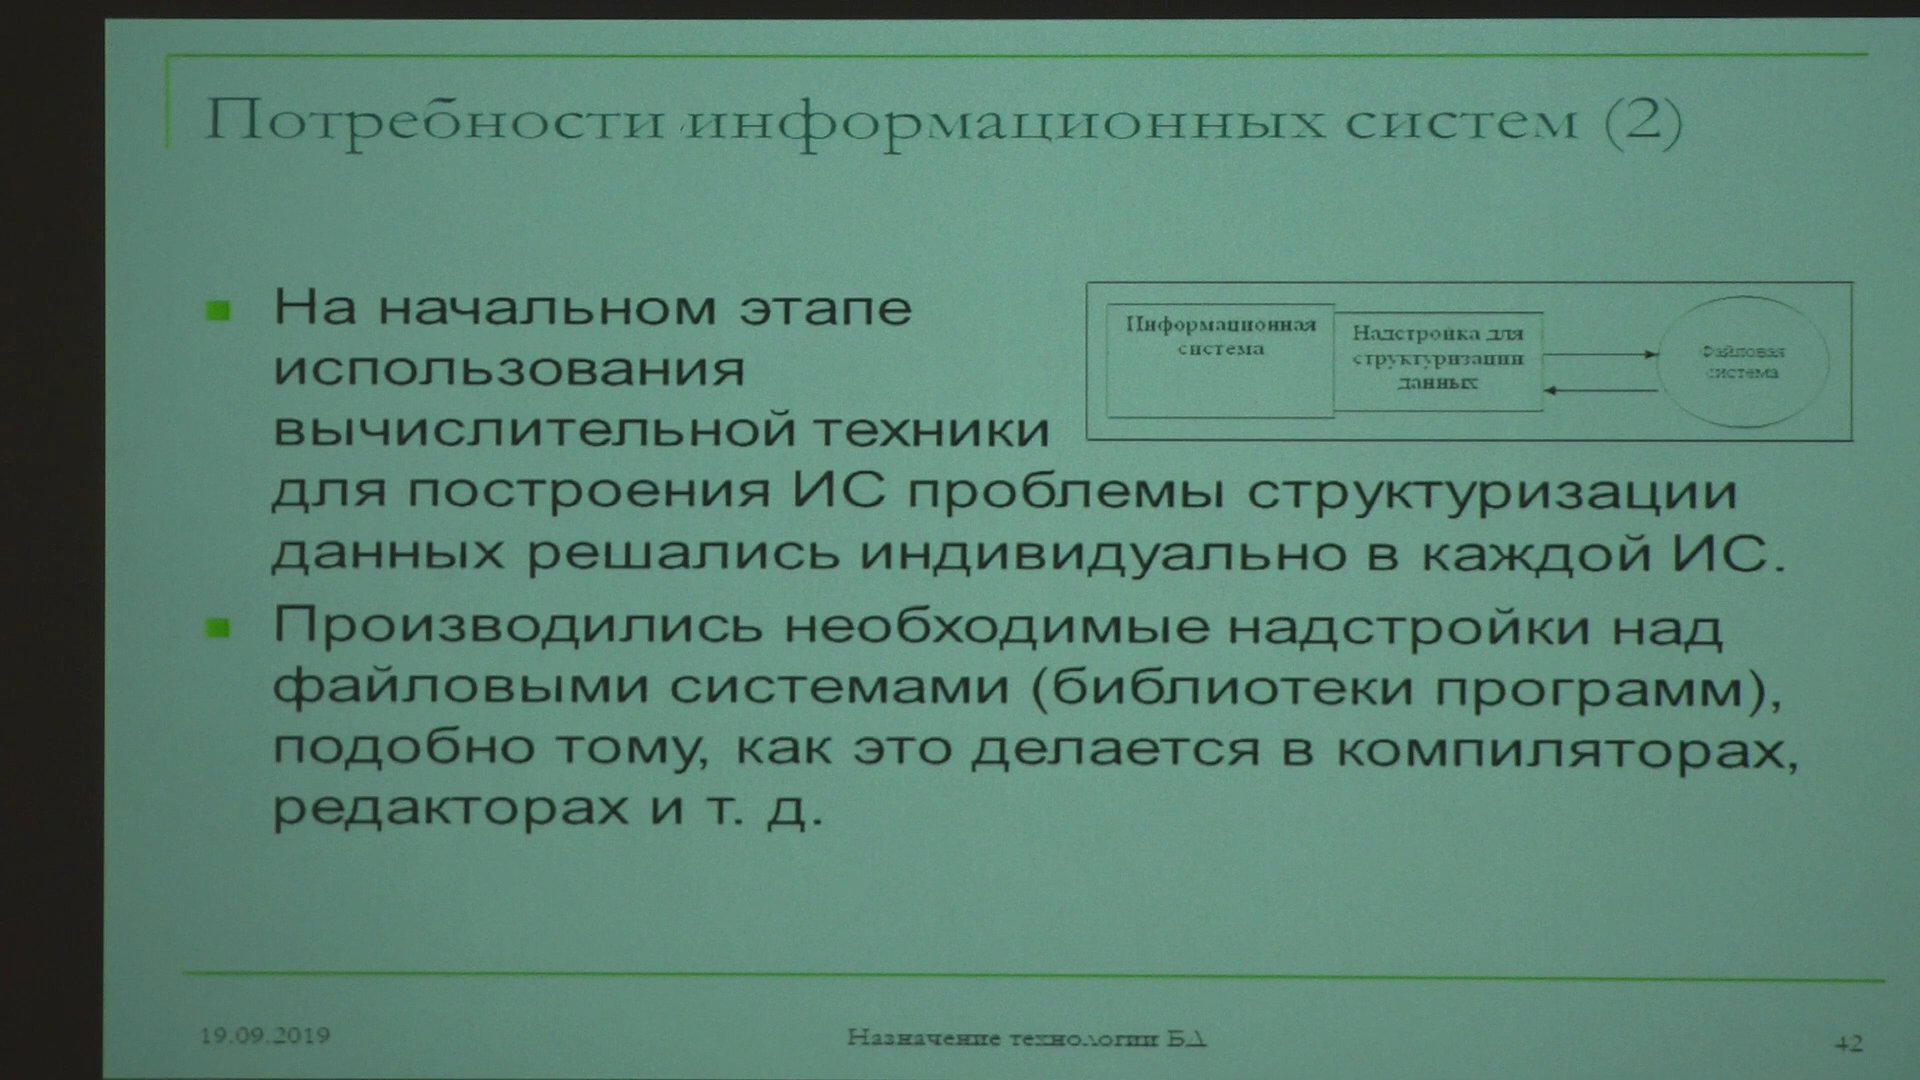 Потребности информационных систем (2)
На начальном этапе
использования
вычислительной техники
для построения ИС проблемы структуризации
данных решались индивидуально в каждой ИС.
Информационная
система
Надстройка для
структуризации
данных
Файловая
система
Производились необходимые надстройки над
файловыми системами (библиотеки программ),
подобно тому, как это делается в компиляторах,
редакторах и т. д.
19.09.2019
Назначение технологии БД
42